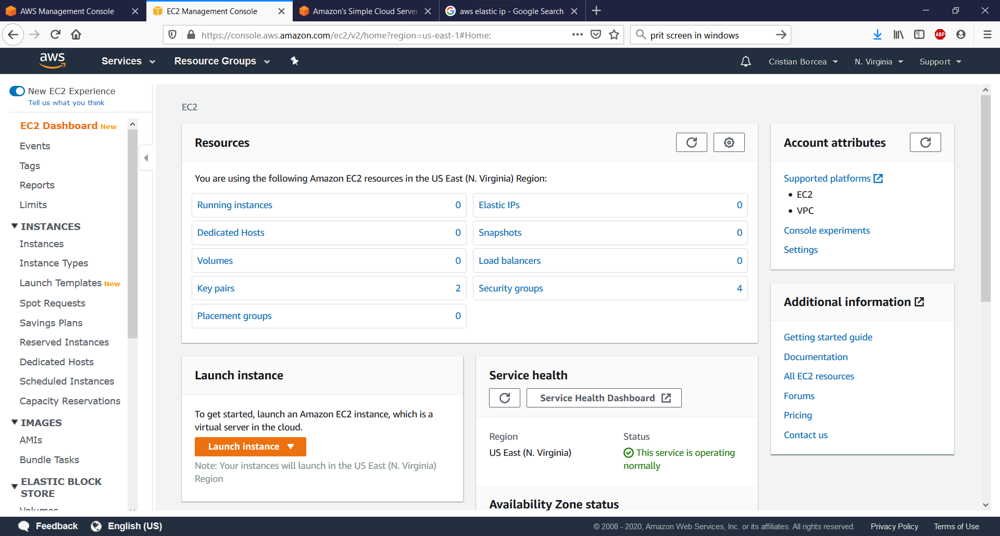 AWS Management Console
EC2 Management Console
Amazon's Simple Cloud Server
aws elastic ip - Google Search
https://console.aws.amazon.com/ec2/v2/home?region=us-east-1#Home:
prit screen in windows
ABP
aws
Services
Resource Groups
Cristian Borcea
N. Virginia
Support
New EC2 Experience
Tell us what you think
EC2 Dashboard New
Events
Tags
Reports
Limits
INSTANCES
Instances
Instance Types
Launch Templates New
Spot Requests
Savings Plans
Reserved Instances
Dedicated Hosts
Scheduled Instances
Capacity Reservations
IMAGES
AMIs
Bundle Tasks
ELASTIC BLOCK
STORE
Volumes
EC2
Resources
You are using the following Amazon EC2 resources in the US East (N. Virginia) Region:
Running instances 0
Elastic IPs 0
Dedicated Hosts 0
Snapshots 0
Volumes 0
Load balancers 0
Key pairs 2
Security groups 4
Placement groups 0
Launch instance
To get started, launch an Amazon EC2 instance, which is a
virtual server in the cloud.
Launch instance
Note: Your instances will launch in the US East (N. Virginia)
Region
Service health
Service Health Dashboard
Region
US East (N. Virginia)
Status
This service is operating
normally
Availability Zone status
Account attributes
Supported platforms
• EC2
• VPC
Console experiments
Settings
Additional information
Getting started guide
Documentation
All EC2 resources
Forums
Pricing
Contact us
Feedback
English (US)
© 2008 - 2020, Amazon Web Services, Inc. or its affiliates. All rights reserved.
Privacy Policy
Terms of Use